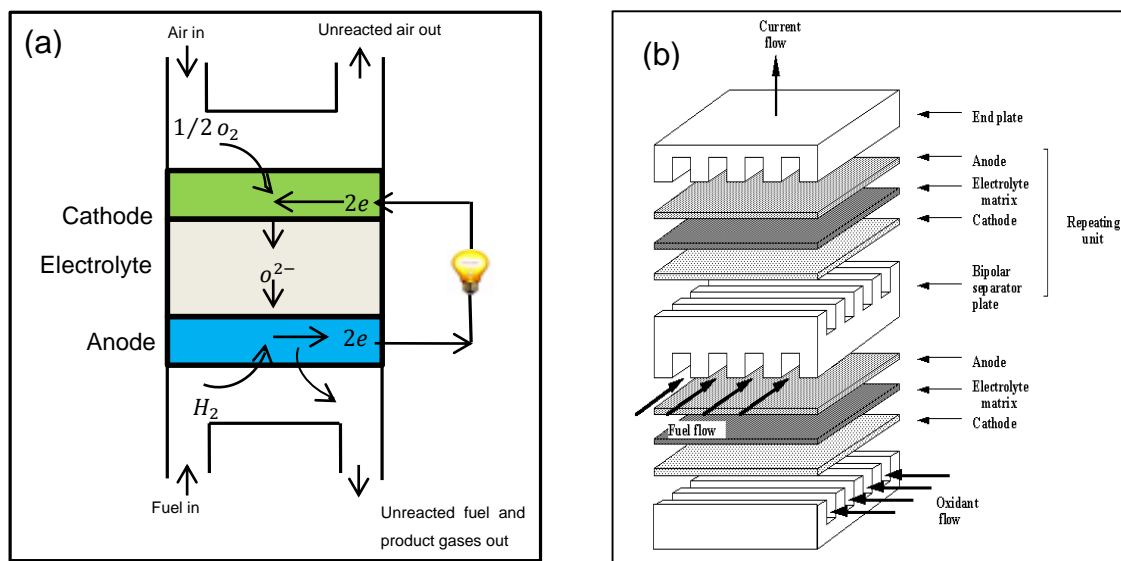 (a)
Air in
Unreacted air out
1/2 o₂
2e
Cathode
Electrolyte
o²⁻
Anode
2e
H₂
Fuel in
Unreacted fuel and
product gases out
(b)
Current
flow
End plate
Anode
Electrolyte
matrix
Cathode
Repeating
unit
Bipolar
separator
plate
Anode
Electrolyte
matrix
Cathode
Fuel flow
Oxidant
flow